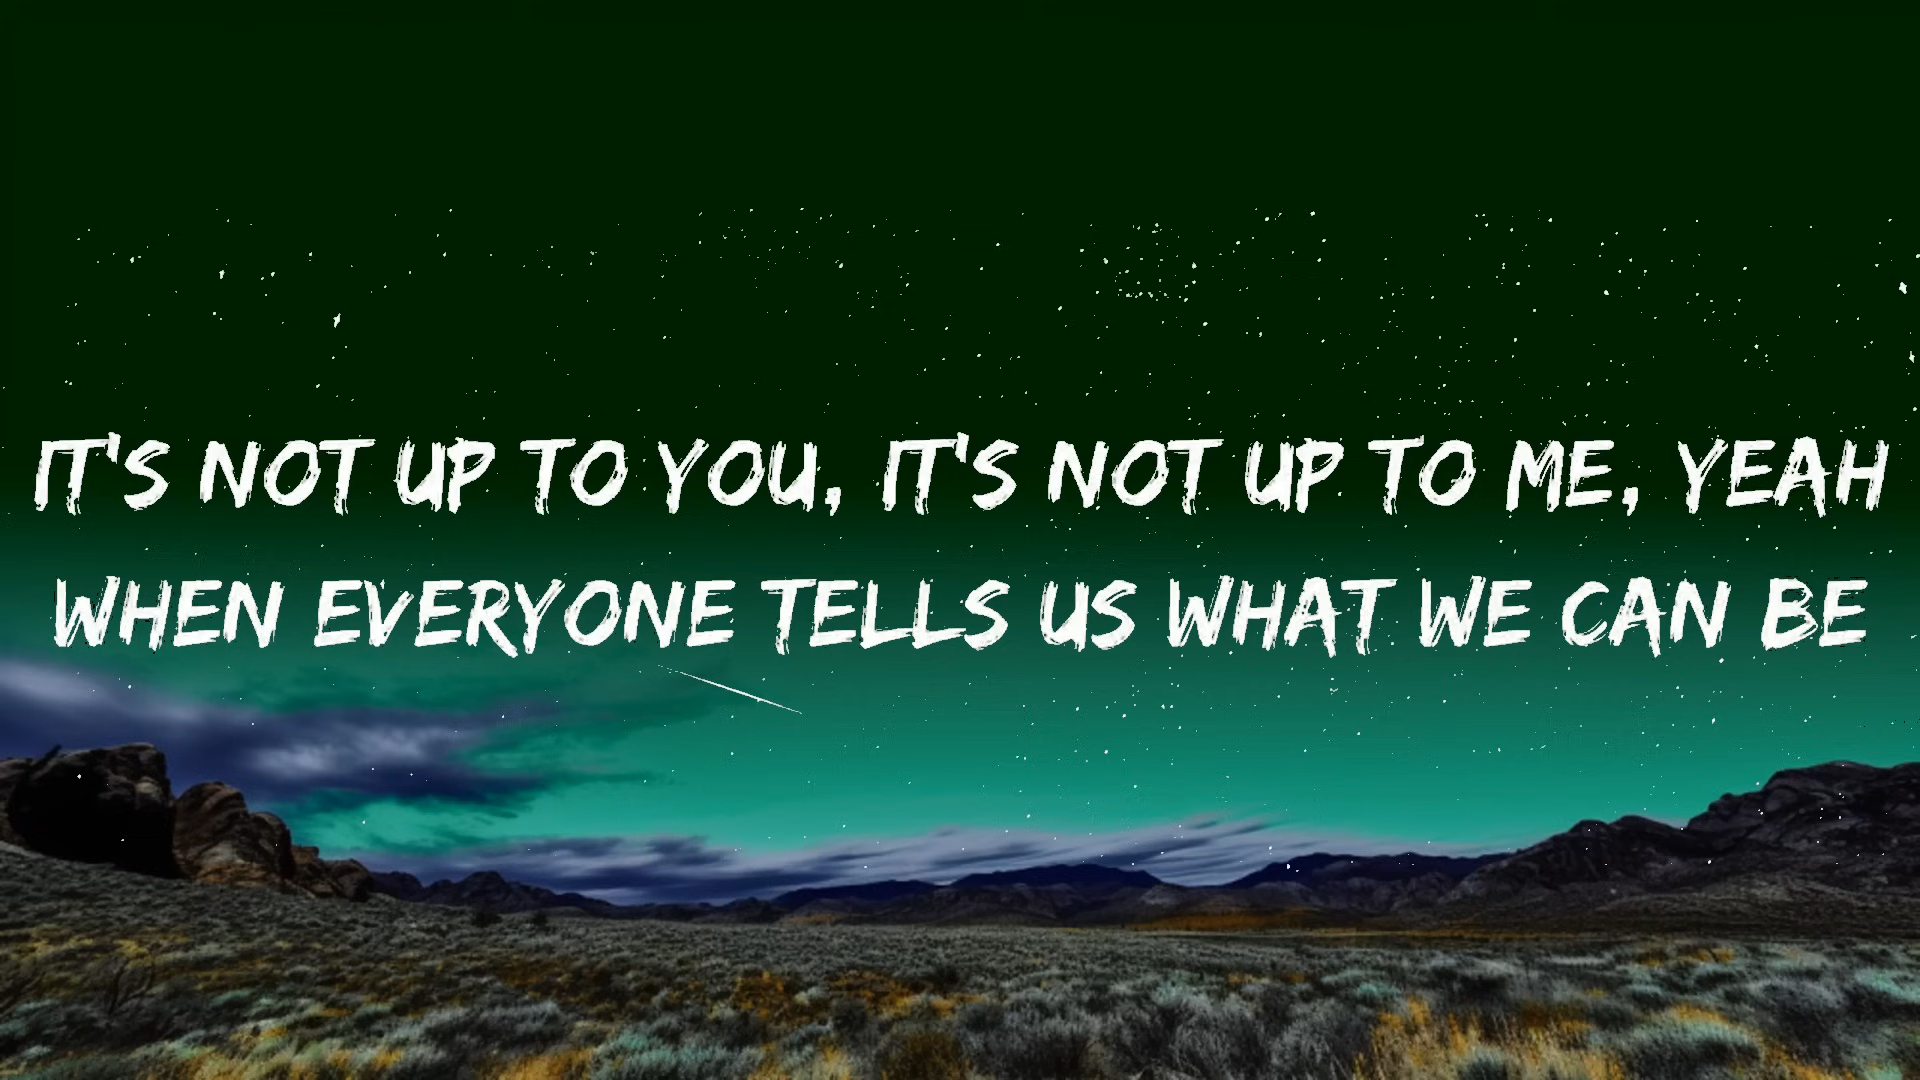 IT'S NOT UP TO YOU, IT'S NOT UP TO ME, YEAH
WHEN EVERYONE TELLS US WHAT WE CAN BE